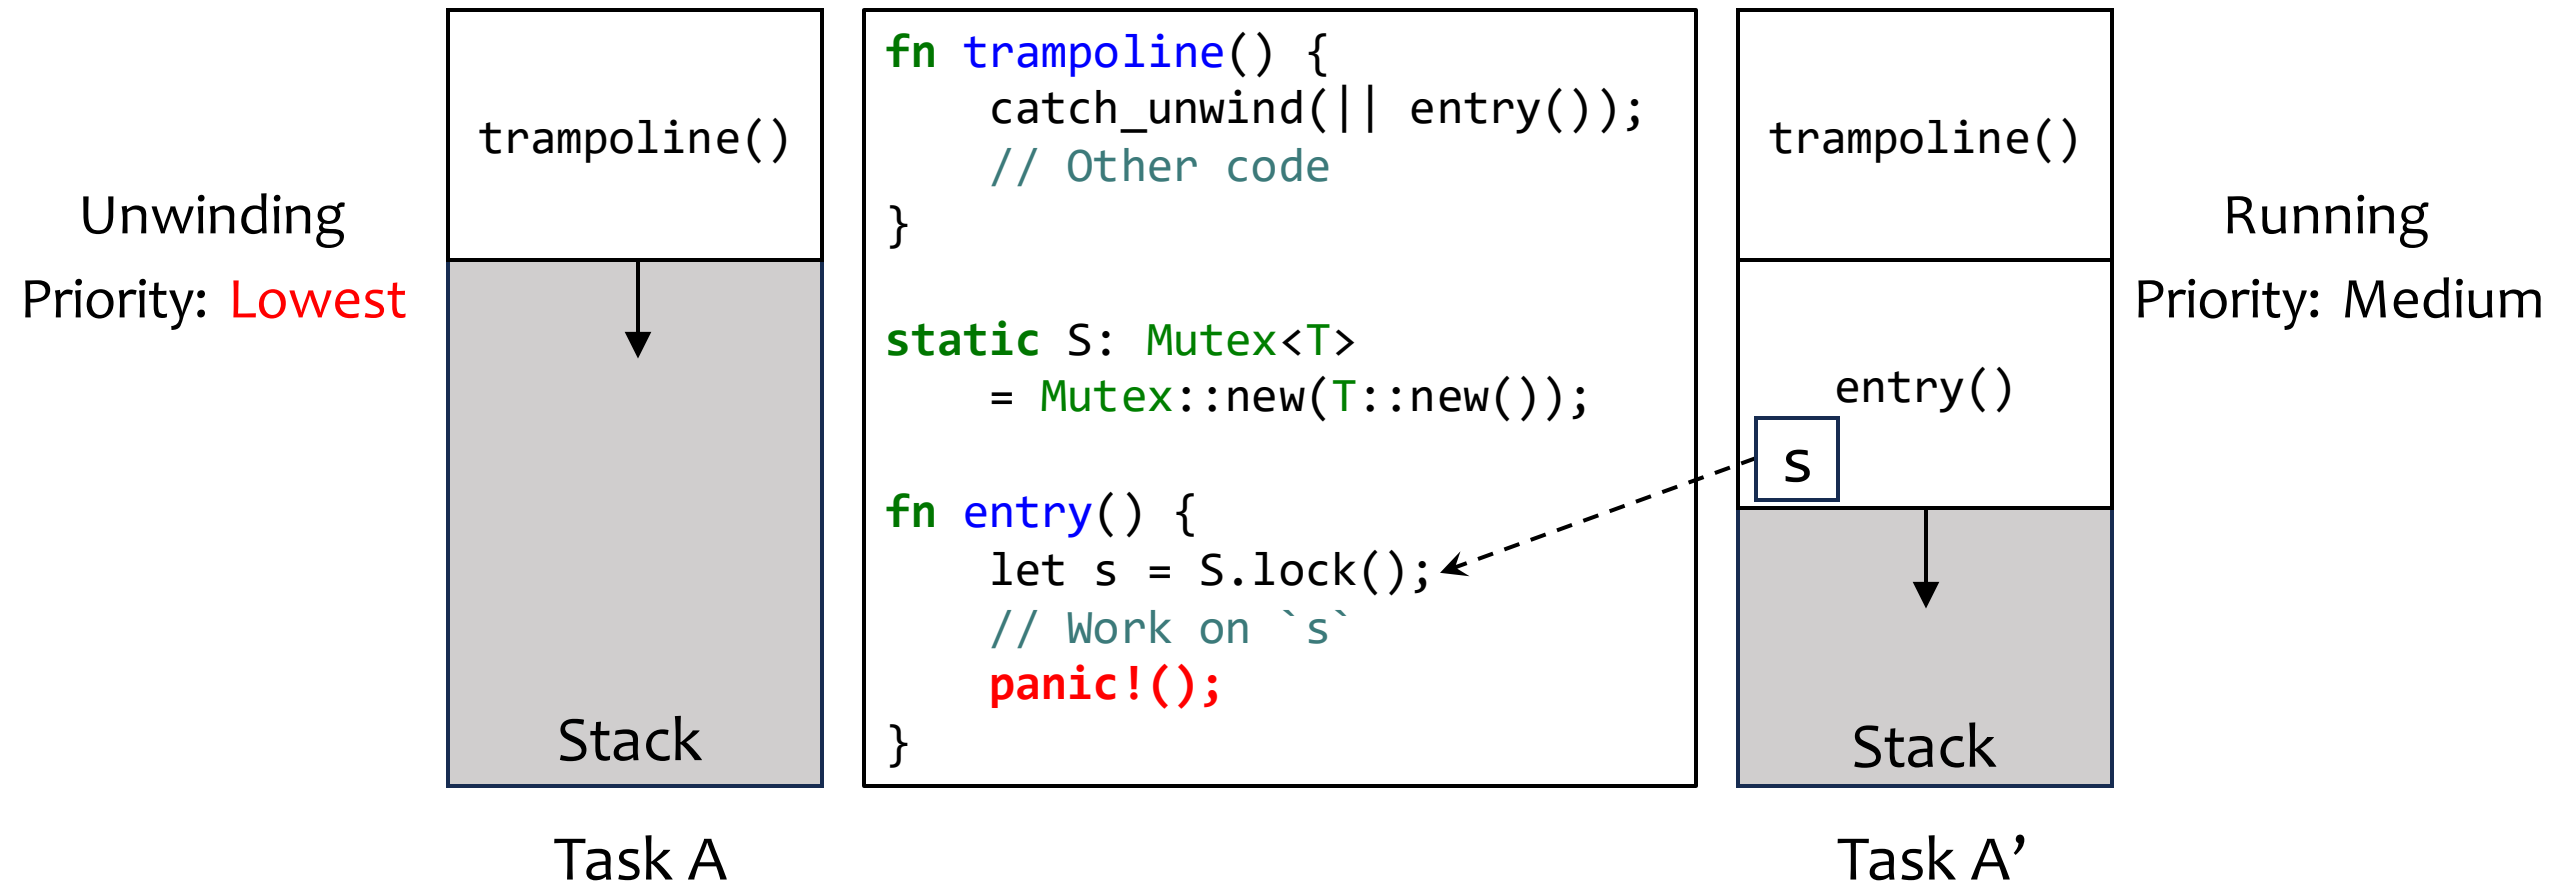 Unwinding
Priority: Lowest
trampoline()
Stack
Task A
fn trampoline() {
    catch_unwind(|| entry());
    // Other code
}
static S: Mutex<T>
    = Mutex::new(T::new());
fn entry() {
    let s = S.lock();
    // Work on `s`
    panic!();
}
trampoline()
entry()
s
Stack
Task A’
Running
Priority: Medium